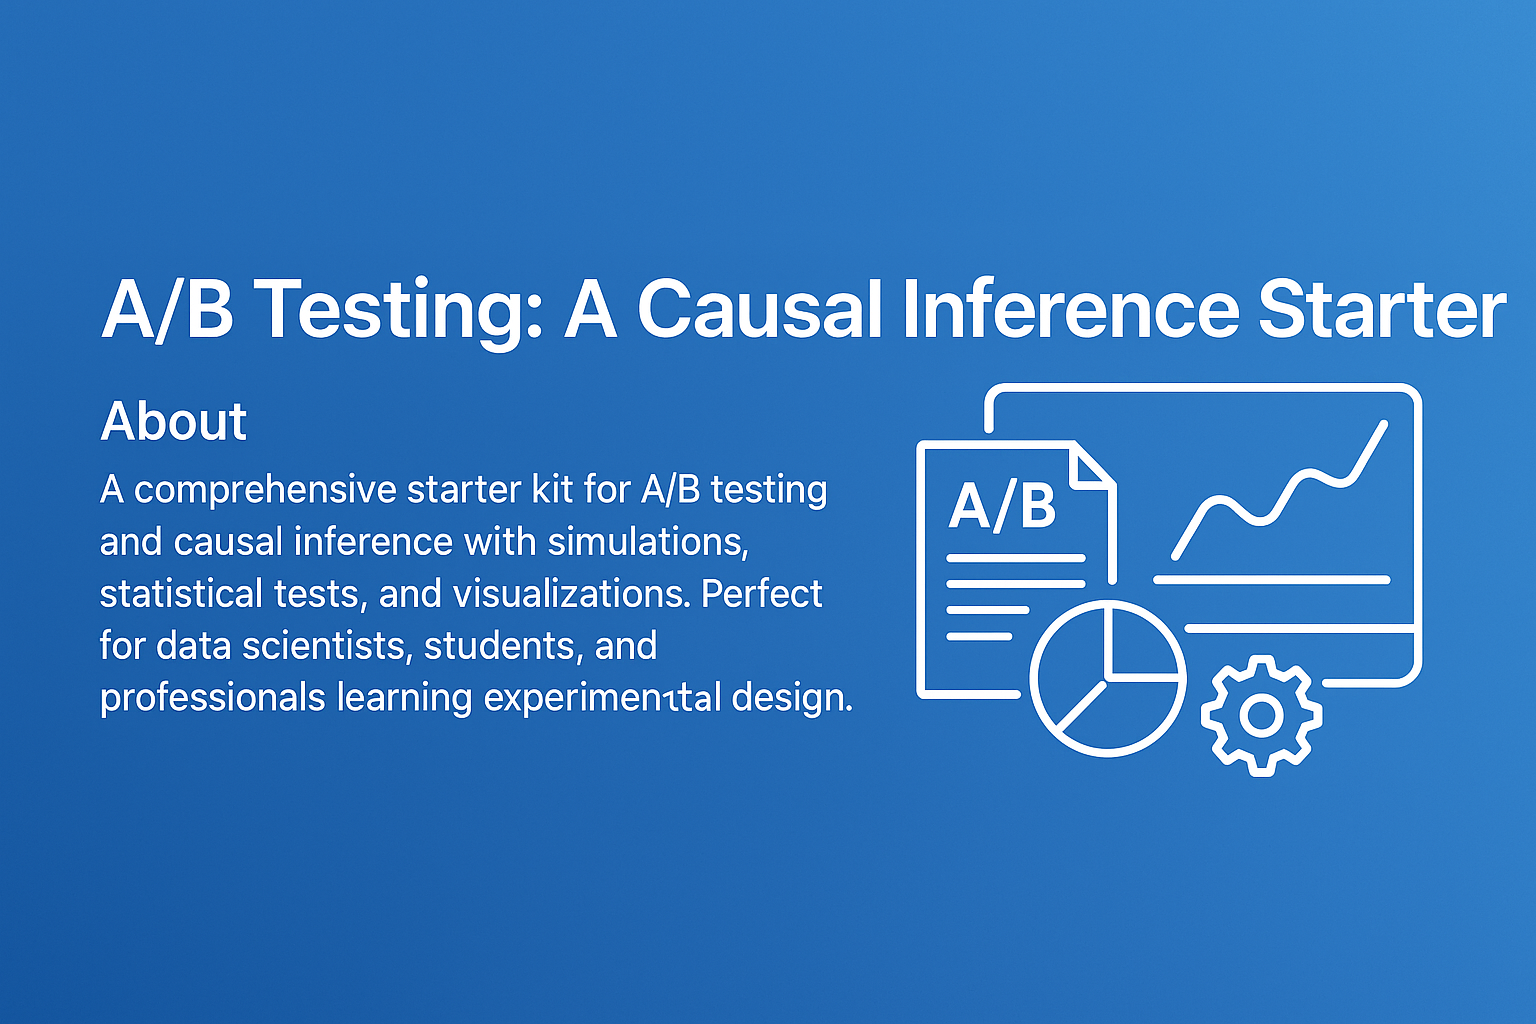 A/B Testing: A Causal Inference Starter
About
A comprehensive starter kit for A/B testing
and causal inference with simulations,
statistical tests, and visualizations. Perfect
for data scientists, students, and
professionals learning experimental design.
A/B